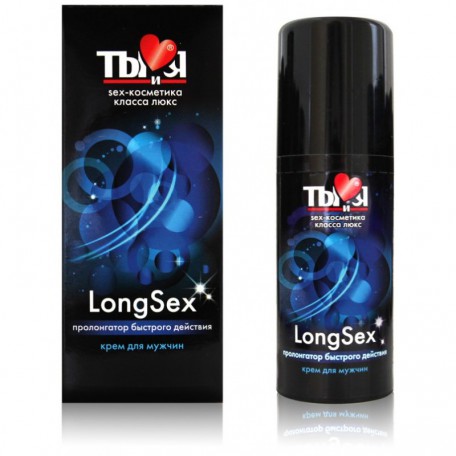 ТЫ и Я®
sex-косметика
класса люкс
LongSex
пролонгатор быстрого действия
крем для мужчин
ТЫ и Я®
sex-косметика
класса люкс
LongSex
пролонгатор быстрого действия
крем для мужчин